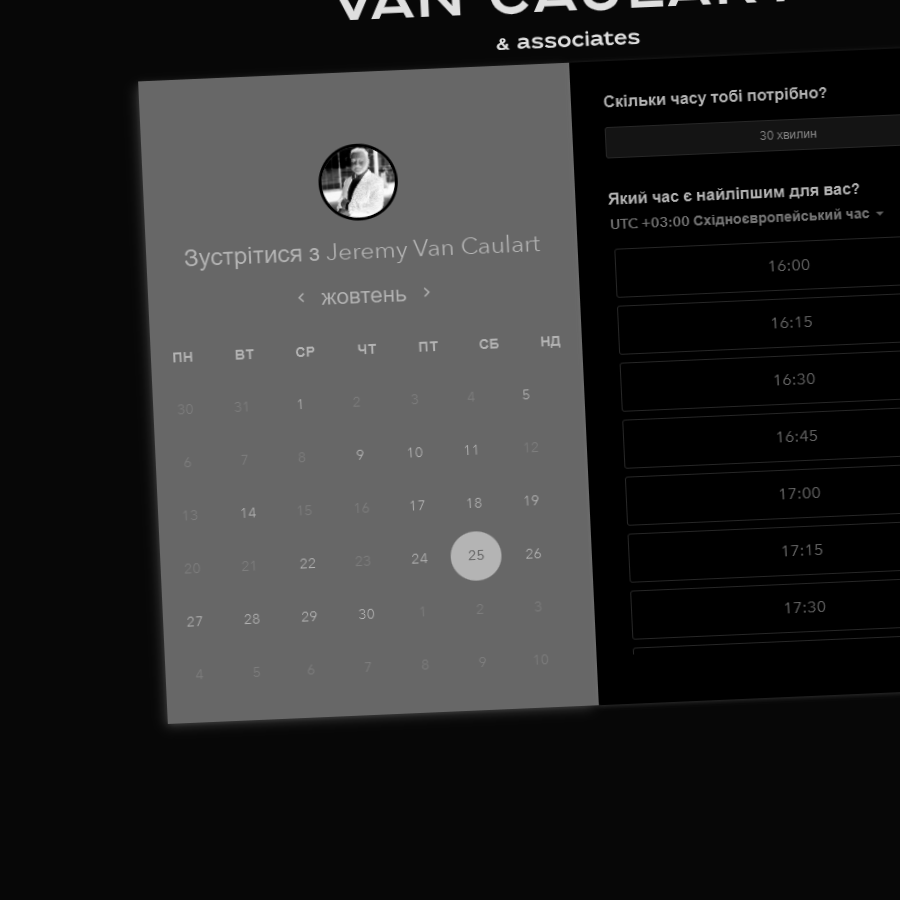 VAN CAULART
& associates
Зустрітися з Jeremy Van Caulart
‹ жовтень ›
ПН ВТ СР ЧТ ПТ СБ НД
30 31 1 2 3 4 5
6 7 8 9 10 11 12
13 14 15 16 17 18 19
20 21 22 23 24 25 26
27 28 29 30 1 2 3
4 5 6 7 8 9 10
Скільки часу тобі потрібно?
30 хвилин
Який час є найліпшим для вас?
UTC +03:00 Східноєвропейський час
16:00
16:15
16:30
16:45
17:00
17:15
17:30